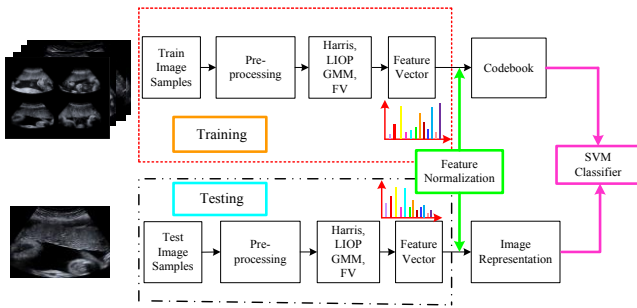 Train
Image
Samples
Pre-
processing
Harris,
LIOP
GMM,
FV
Feature
Vector
Codebook
Training
Feature
Normalization
SVM
Classifier
Testing
Test
Image
Samples
Pre-
processing
Harris,
LIOP
GMM,
FV
Feature
Vector
Image
Representation